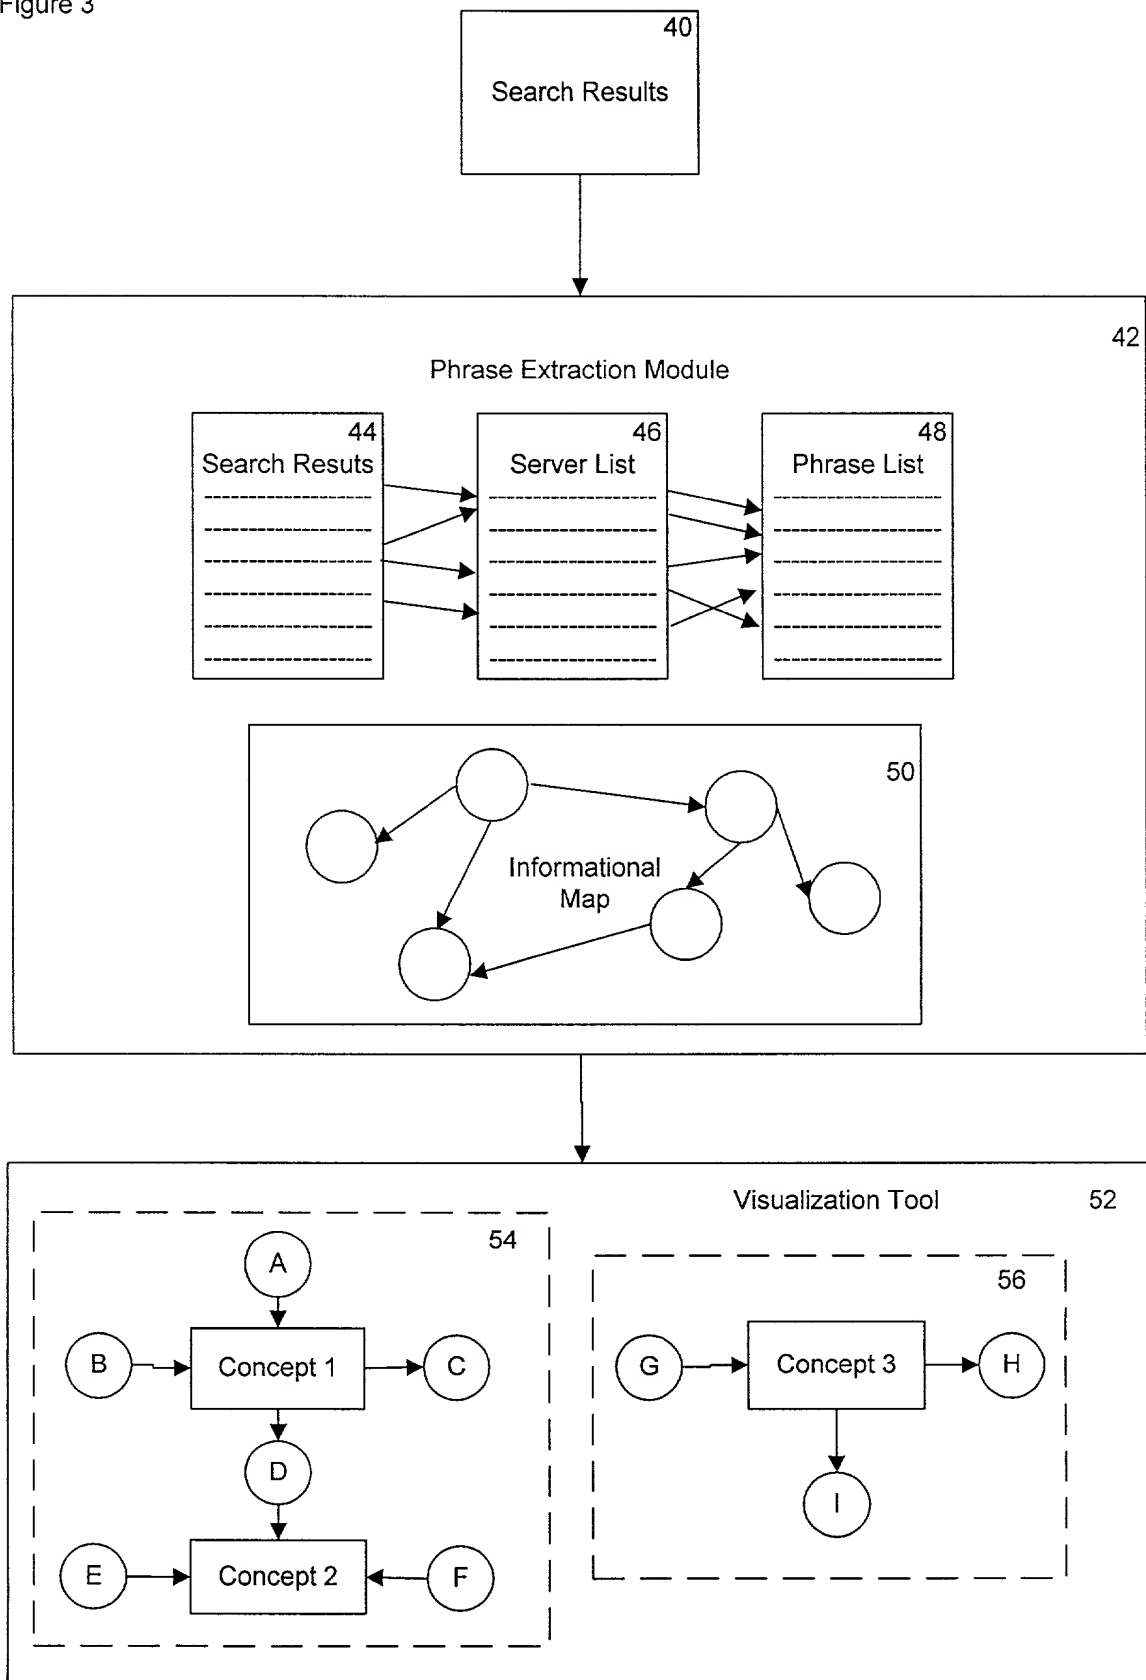 Figure 3
40
Search Results
42
Phrase Extraction Module
44
Search Resuts
46
Server List
48
Phrase List
50
Informational
Map
Visualization Tool
52
54
A
B
Concept 1
C
D
E
Concept 2
F
56
G
Concept 3
H
I